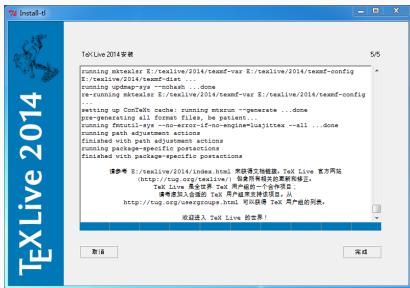 Install-tl
TeX Live 2014
TeX Live 2014 安装
5/5
running mktexlsr E:/texlive/2014/texmf-var E:/texlive/2014/texmf-config
E:/texlive/2014/texmf-dist ...
running updmap-sys --nohash ...done
re-running mktexlsr E:/texlive/2014/texmf-var E:/texlive/2014/texmf-config
...
setting up ConTeXt cache: running mtxrun --generate ...done
pre-generating all format files, be patient...
running fmtutil-sys --no-error-if-no-engine=luajittex --all ...done
running path adjustment actions
finished with path adjustment actions
running package-specific postactions
finished with package-specific postactions
请参考 E:/texlive/2014/index.html 来获得文档链接。TeX Live 官方网站
(http://tug.org/texlive/) 包含所有相关的更新和修正。
TeX Live 是全世界 TeX 用户组的一个合作项目；
请考虑加入合适的 TeX 用户组来支持该项目。从
http://tug.org/usergroups.html 可以获得 TeX 用户组的列表。
欢迎进入 TeX Live 的世界！
取消
完成